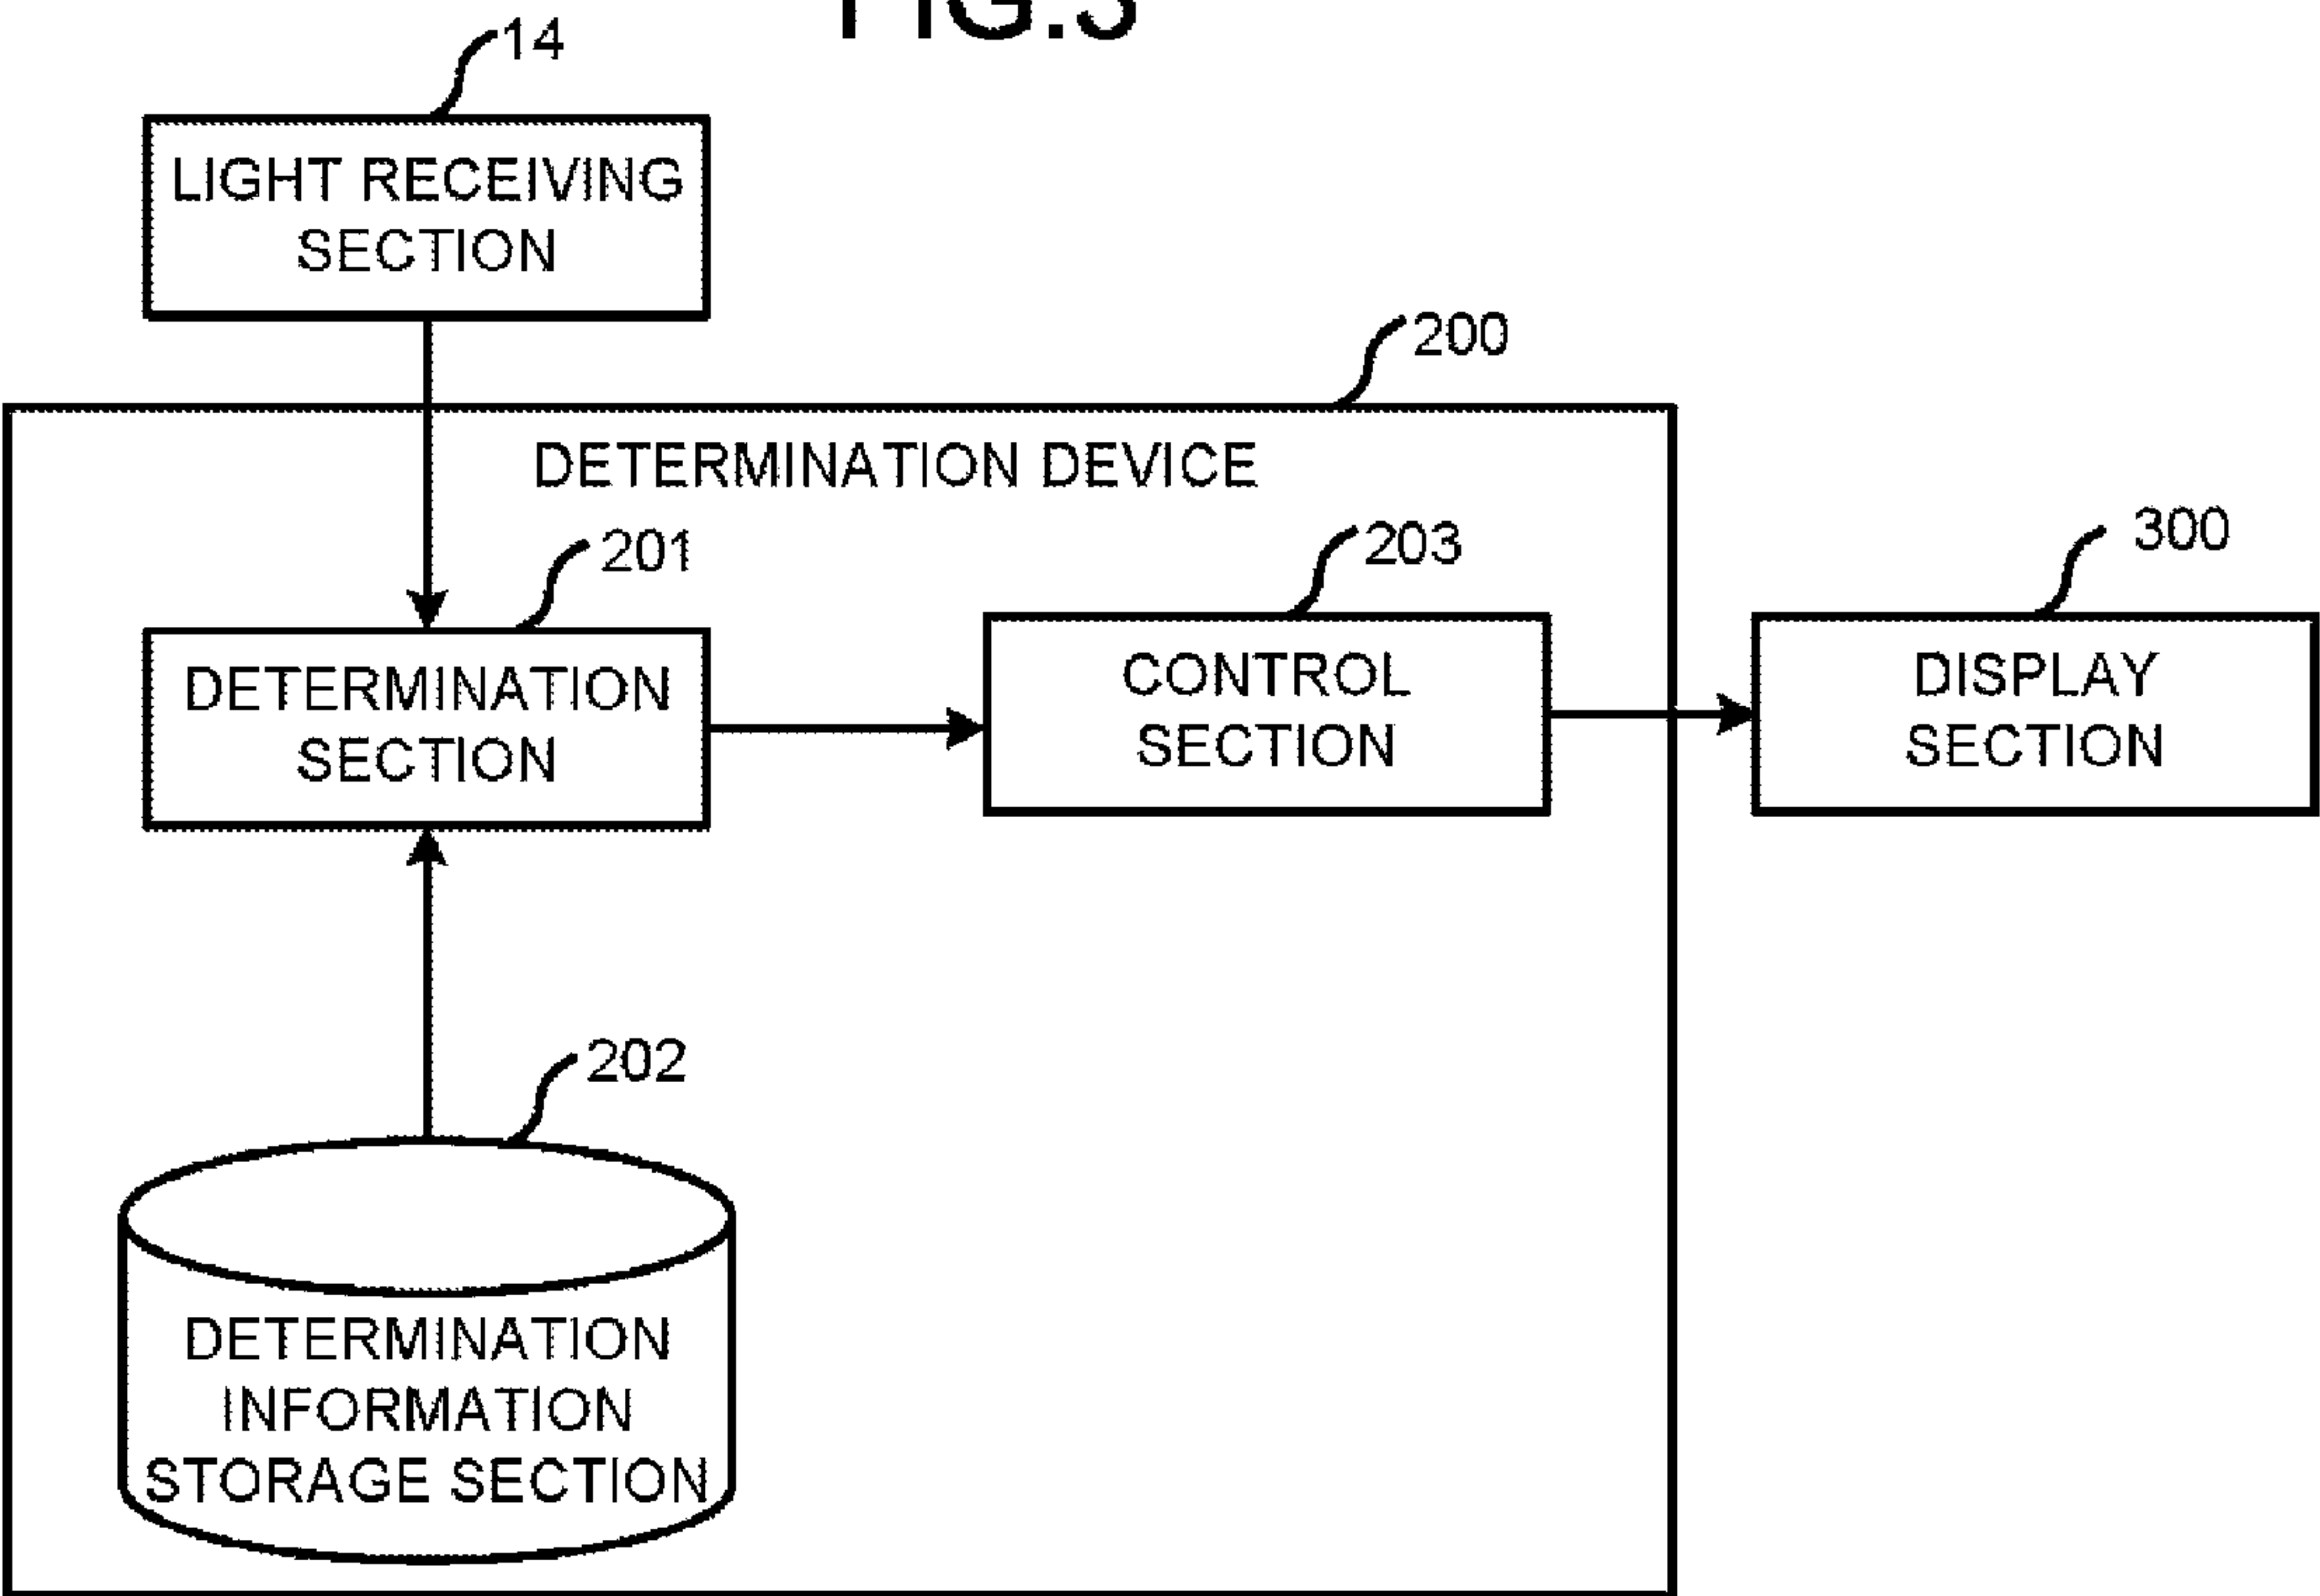 FIG.
14
LIGHT RECEIVING
SECTION
200
DETERMINATION DEVICE
201
203
300
DETERMINATION
SECTION
CONTROL
SECTION
DISPLAY
SECTION
202
DETERMINATION
INFORMATION
STORAGE SECTION